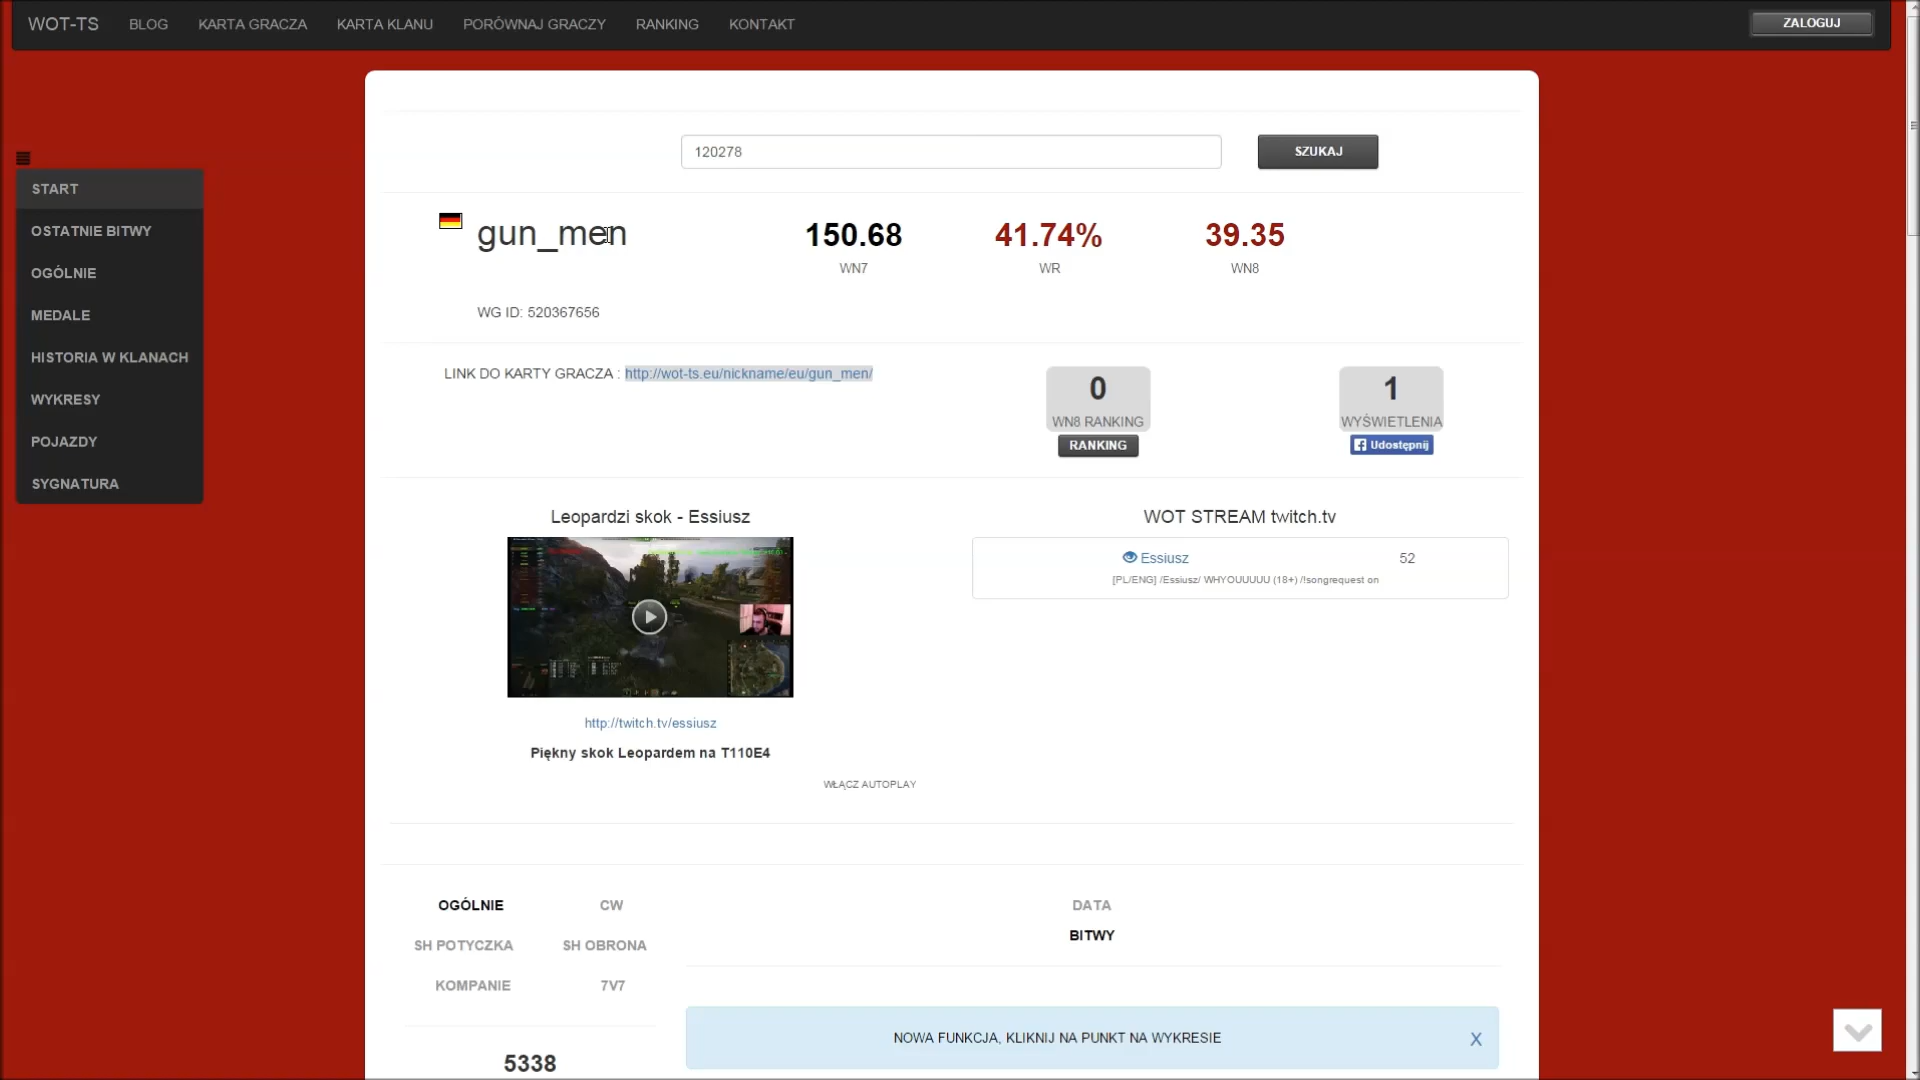 WOT-TS BLOG KARTA GRACZA KARTA KLANU PORÓWNAJ GRACZY RANKING KONTAKT ZALOGUJ
120278 SZUKAJ
START
OSTATNIE BITWY
OGÓLNIE
MEDALE
HISTORIA W KLANACH
WYKRESY
POJAZDY
SYGNATURA
gun_men
150.68
WN7
41.74%
WR
39.35
WN8
WG ID: 520367656
LINK DO KARTY GRACZA : http://wot-ts.eu/nickname/eu/gun_men/
0
WN8 RANKING
RANKING
1
WYŚWIETLENIA
Udostępnij
Leopardzi skok - Essiusz
http://twitch.tv/essiusz
Piękny skok Leopardem na T110E4
WŁĄCZ AUTOPLAY
WOT STREAM twitch.tv
Essiusz 52
[PL/ENG] /Essiusz/ WHYOUUUUU (18+) /!songrequest on
OGÓLNIE CW
SH POTYCZKA SH OBRONA
KOMPANIE 7V7
5338
DATA
BITWY
NOWA FUNKCJA, KLIKNIJ NA PUNKT NA WYKRESIE X